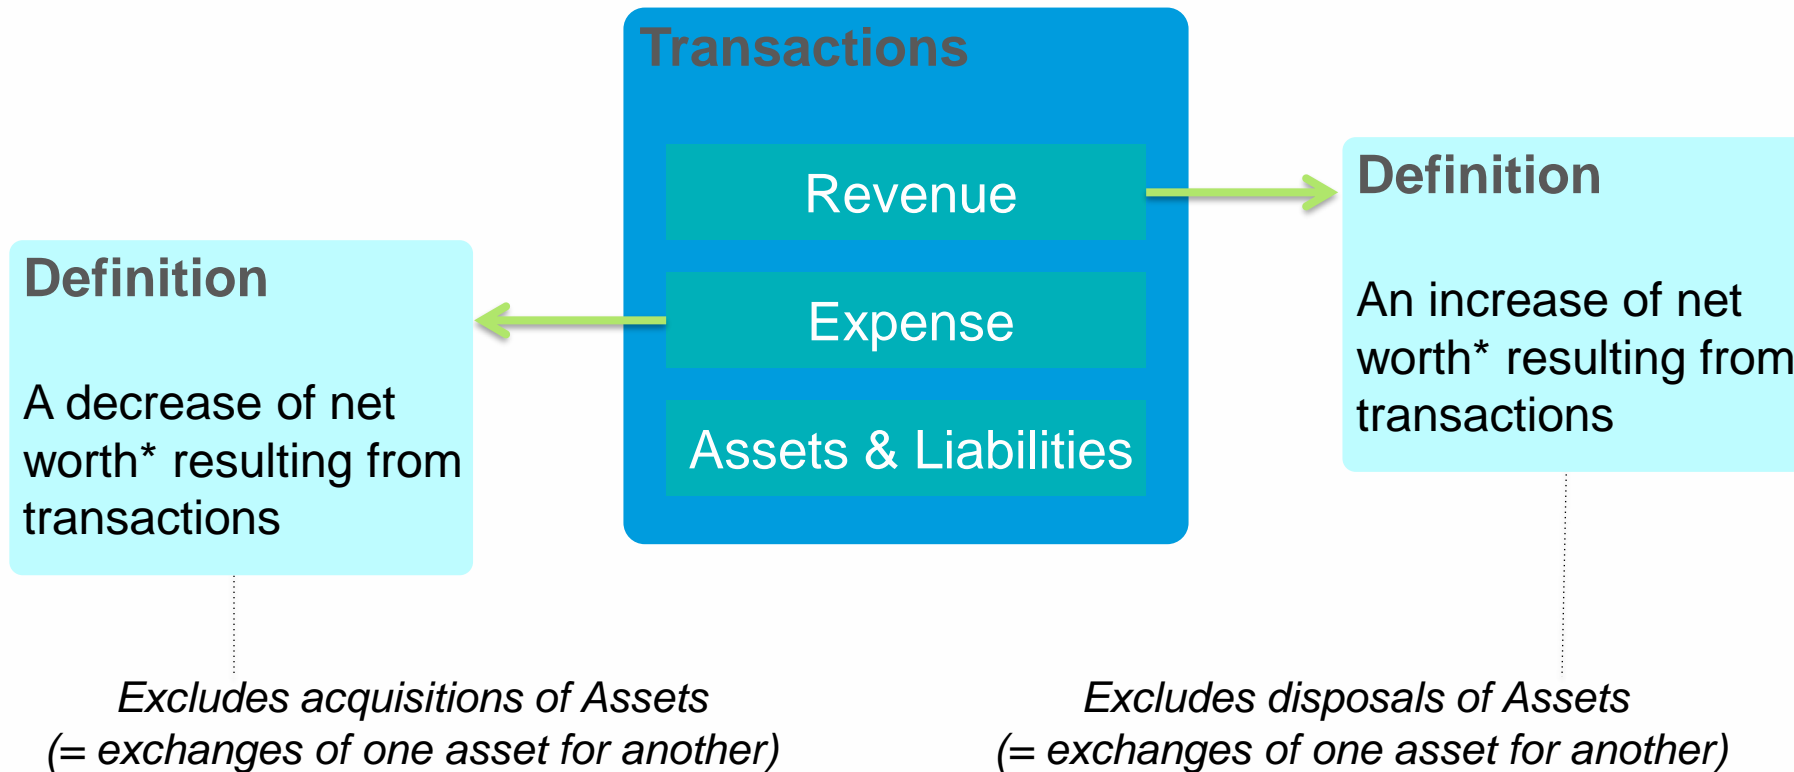 Transactions
Revenue
Expense
Assets & Liabilities
Definition
A decrease of net
worth* resulting from
transactions
Definition
An increase of net
worth* resulting from
transactions
Excludes acquisitions of Assets
(= exchanges of one asset for another)
Excludes disposals of Assets
(= exchanges of one asset for another)